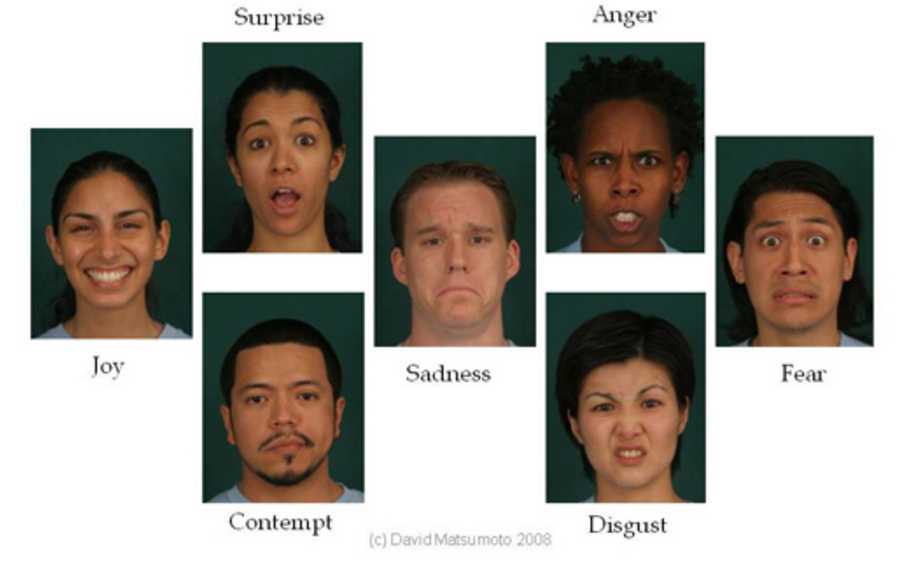 Surprise
Anger
Joy
Sadness
Fear
Contempt
Disgust
(c) David Matsumoto 2008